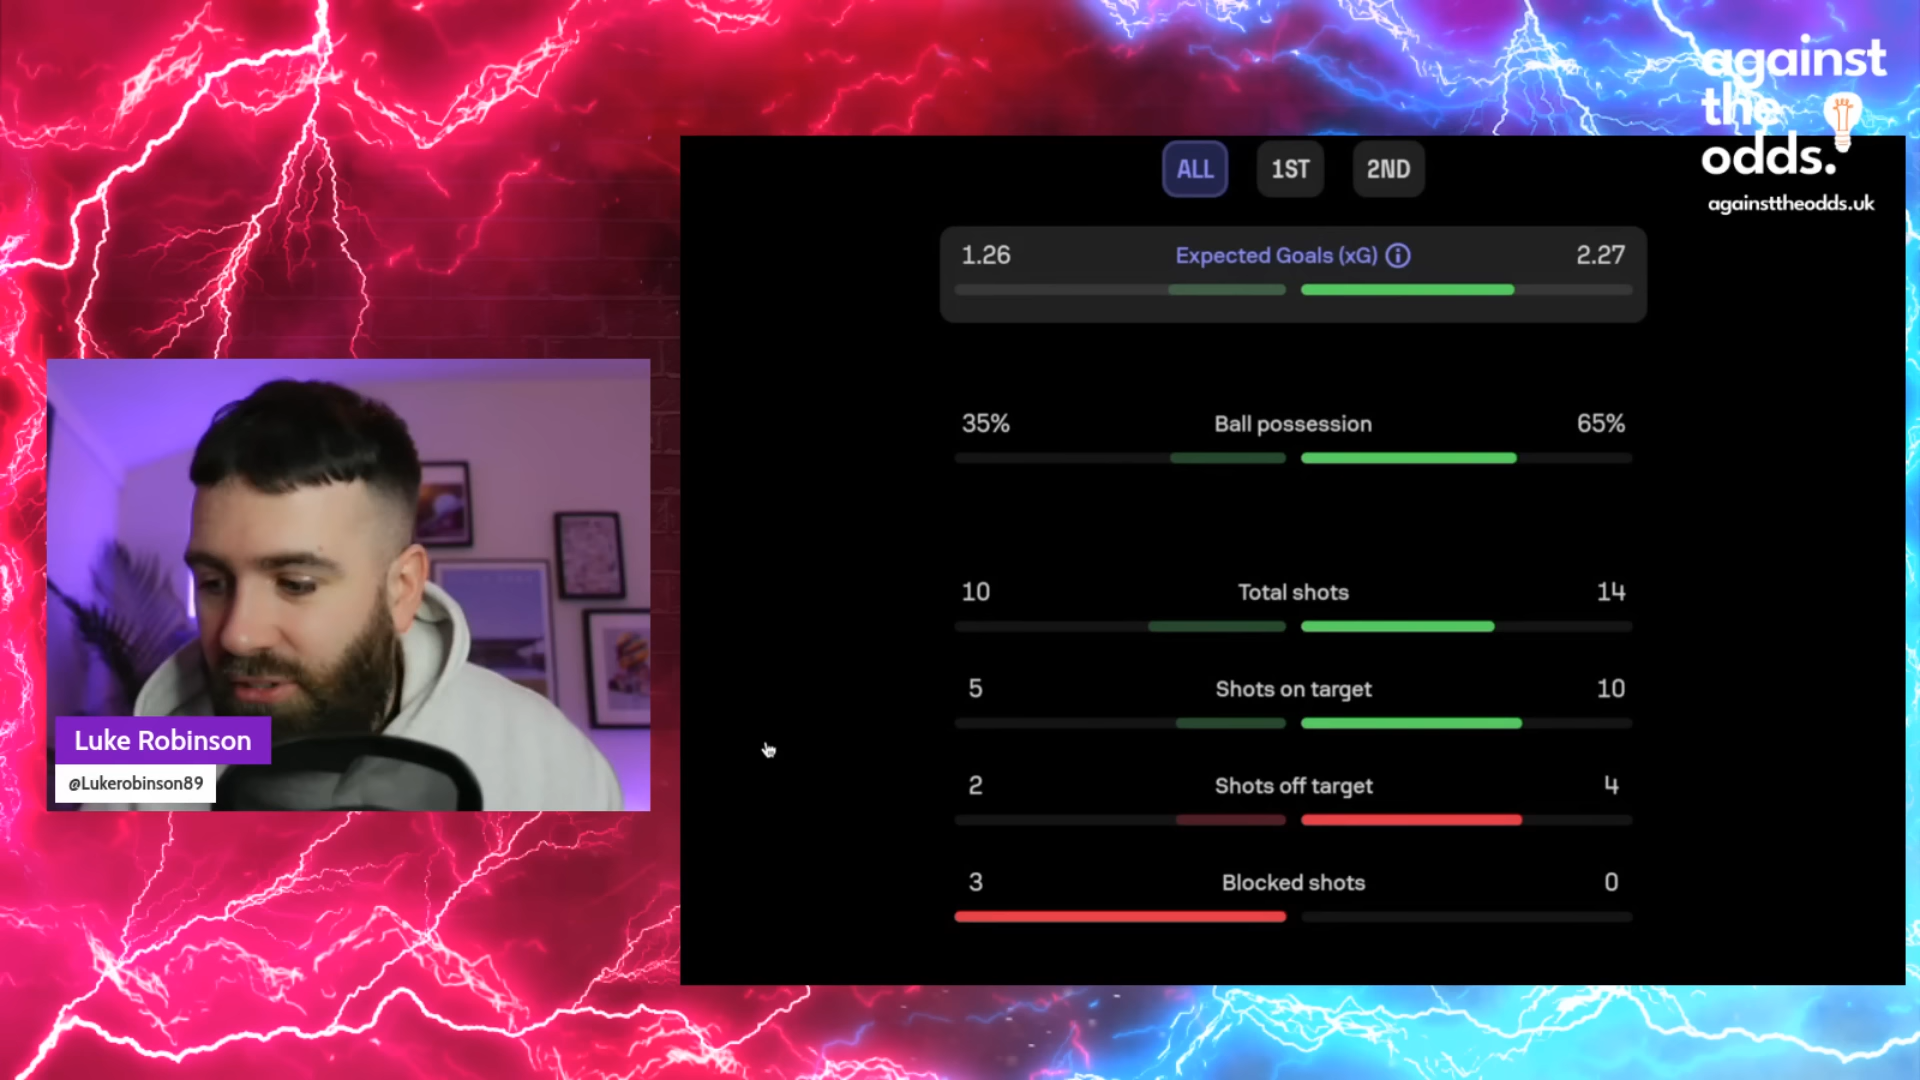 against
the
odds.
againsttheodds.uk
ALL 1ST 2ND
1.26 Expected Goals (xG) 2.27
35% Ball possession 65%
10 Total shots 14
5 Shots on target 10
2 Shots off target 4
3 Blocked shots 0
Luke Robinson
@Lukerobinson89